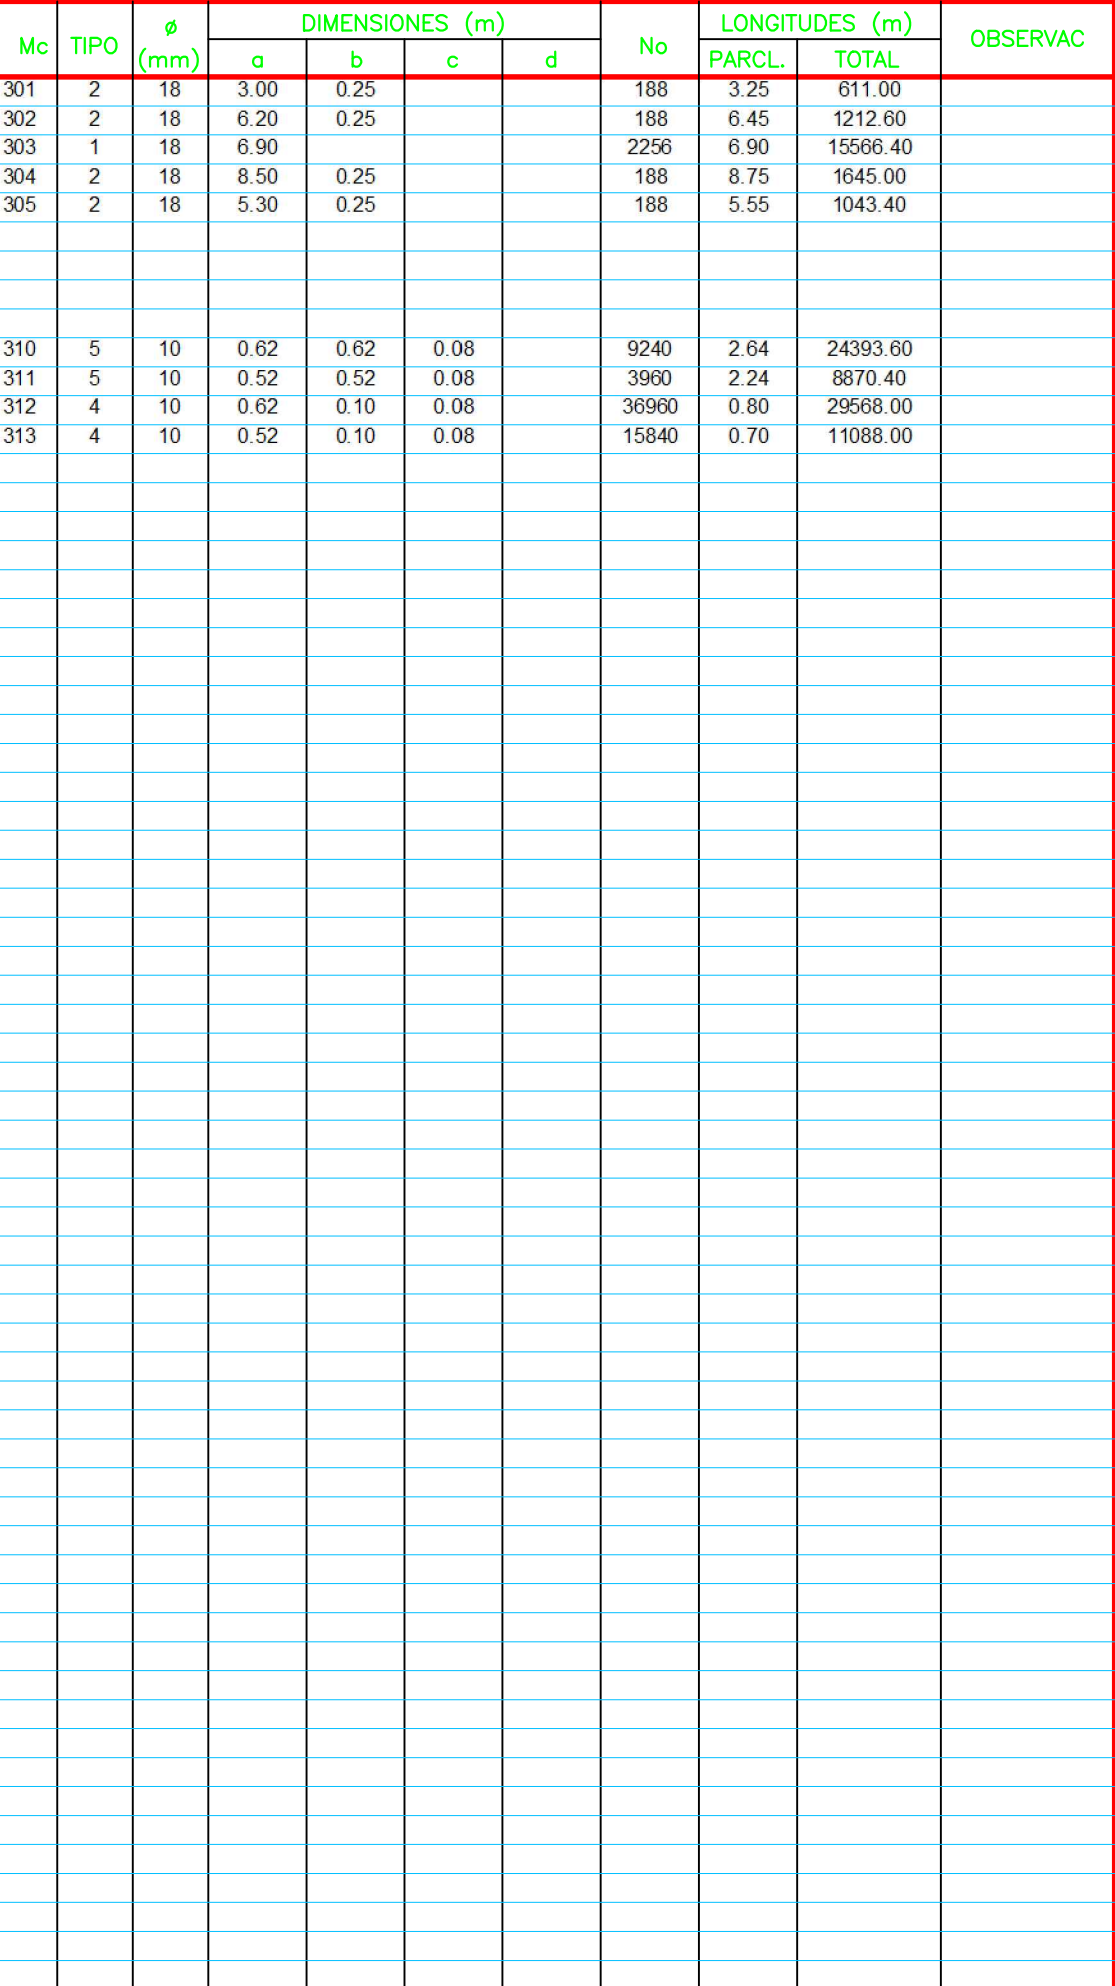 Mc TIPO ø (mm) DIMENSIONES (m) No LONGITUDES (m) OBSERVAC
a b c d PARCL. TOTAL
301 2 18 3.00 0.25 188 3.25 611.00
302 2 18 6.20 0.25 188 6.45 1212.60
303 1 18 6.90 2256 6.90 15566.40
304 2 18 8.50 0.25 188 8.75 1645.00
305 2 18 5.30 0.25 188 5.55 1043.40
310 5 10 0.62 0.62 0.08 9240 2.64 24393.60
311 5 10 0.52 0.52 0.08 3960 2.24 8870.40
312 4 10 0.62 0.10 0.08 36960 0.80 29568.00
313 4 10 0.52 0.10 0.08 15840 0.70 11088.00